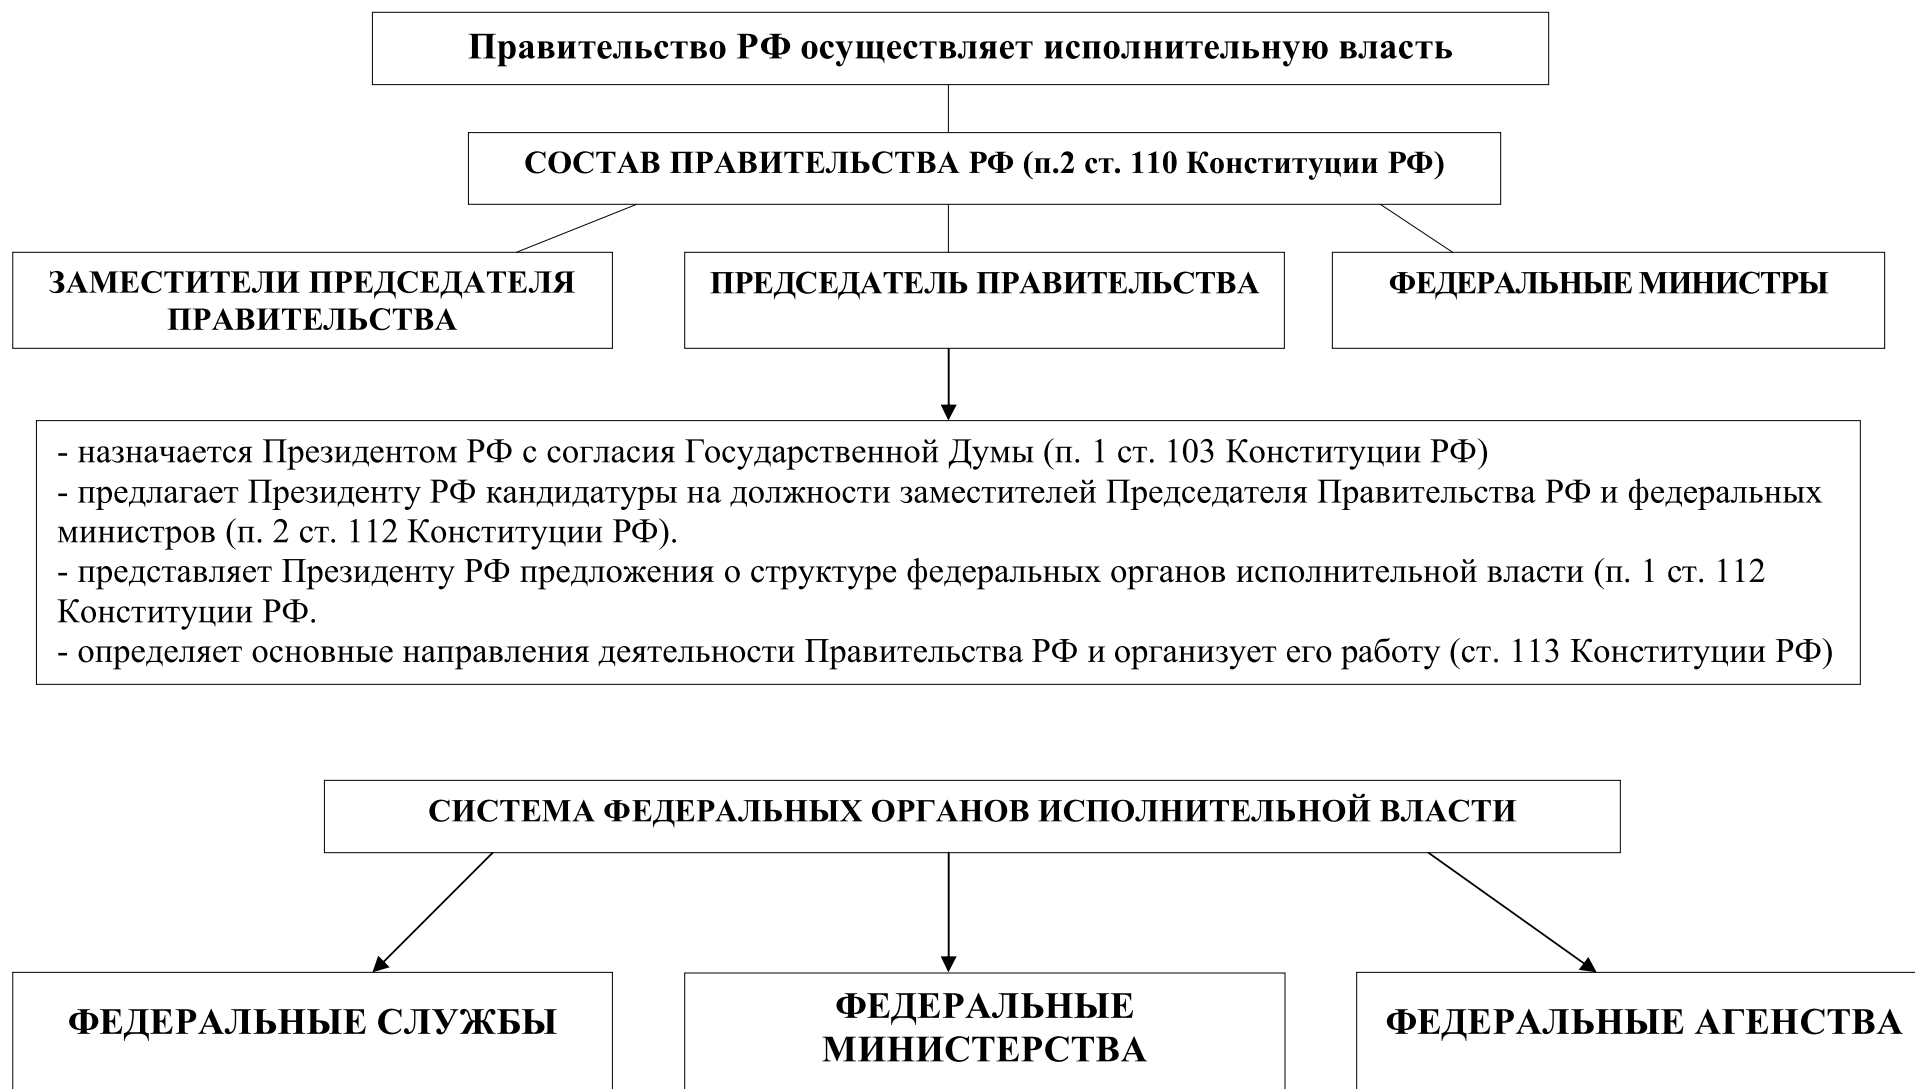 Правительство РФ осуществляет исполнительную власть
СОСТАВ ПРАВИТЕЛЬСТВА РФ (п.2 ст. 110 Конституции РФ)
ЗАМЕСТИТЕЛИ ПРЕДСЕДАТЕЛЯ
ПРАВИТЕЛЬСТВА
ПРЕДСЕДАТЕЛЬ ПРАВИТЕЛЬСТВА
ФЕДЕРАЛЬНЫЕ МИНИСТРЫ
- назначается Президентом РФ с согласия Государственной Думы (п. 1 ст. 103 Конституции РФ)
- предлагает Президенту РФ кандидатуры на должности заместителей Председателя Правительства РФ и федеральных
министров (п. 2 ст. 112 Конституции РФ).
- представляет Президенту РФ предложения о структуре федеральных органов исполнительной власти (п. 1 ст. 112
Конституции РФ.
- определяет основные направления деятельности Правительства РФ и организует его работу (ст. 113 Конституции РФ)
СИСТЕМА ФЕДЕРАЛЬНЫХ ОРГАНОВ ИСПОЛНИТЕЛЬНОЙ ВЛАСТИ
ФЕДЕРАЛЬНЫЕ СЛУЖБЫ
ФЕДЕРАЛЬНЫЕ
МИНИСТЕРСТВА
ФЕДЕРАЛЬНЫЕ АГЕНСТВА